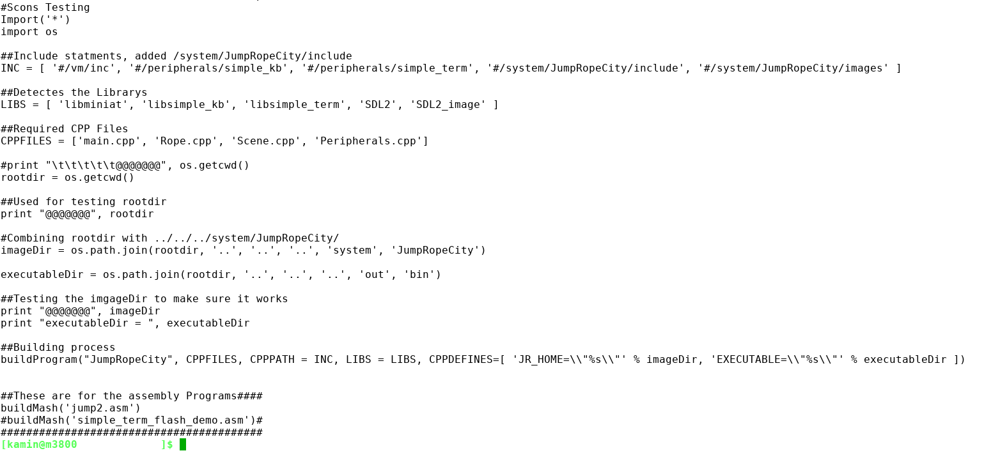 #Scons Testing
Import('*')
import os
##Include statments, added /system/JumpRopeCity/include
INC = [ '#/vm/inc', '#/peripherals/simple_kb', '#/peripherals/simple_term', '#/system/JumpRopeCity/include', '#/system/JumpRopeCity/images' ]
##Detectes the Librarys
LIBS = [ 'libminiat', 'libsimple_kb', 'libsimple_term', 'SDL2', 'SDL2_image' ]
##Required CPP Files
CPPFILES = ['main.cpp', 'Rope.cpp', 'Scene.cpp', 'Peripherals.cpp']
#print "\t\t\t\t\t@@@@@@@", os.getcwd()
rootdir = os.getcwd()
##Used for testing rootdir
print "@@@@@@@", rootdir
#Combining rootdir with ../../../system/JumpRopeCity/
imageDir = os.path.join(rootdir, '..', '..', '..', 'system', 'JumpRopeCity')
executableDir = os.path.join(rootdir, '..', '..', '..', 'out', 'bin')
##Testing the imgageDir to make sure it works
print "@@@@@@@", imageDir
print "executableDir = ", executableDir
##Building process
buildProgram("JumpRopeCity", CPPFILES, CPPPATH = INC, LIBS = LIBS, CPPDEFINES=[ 'JR_HOME=\\"%s\\"' % imageDir, 'EXECUTABLE=\\"%s\\"' % executableDir ])
##These are for the assembly Programs####
buildMash('jump2.asm')
#buildMash('simple_term_flash_demo.asm')#
#########################################
[kamin@m3800             ]$